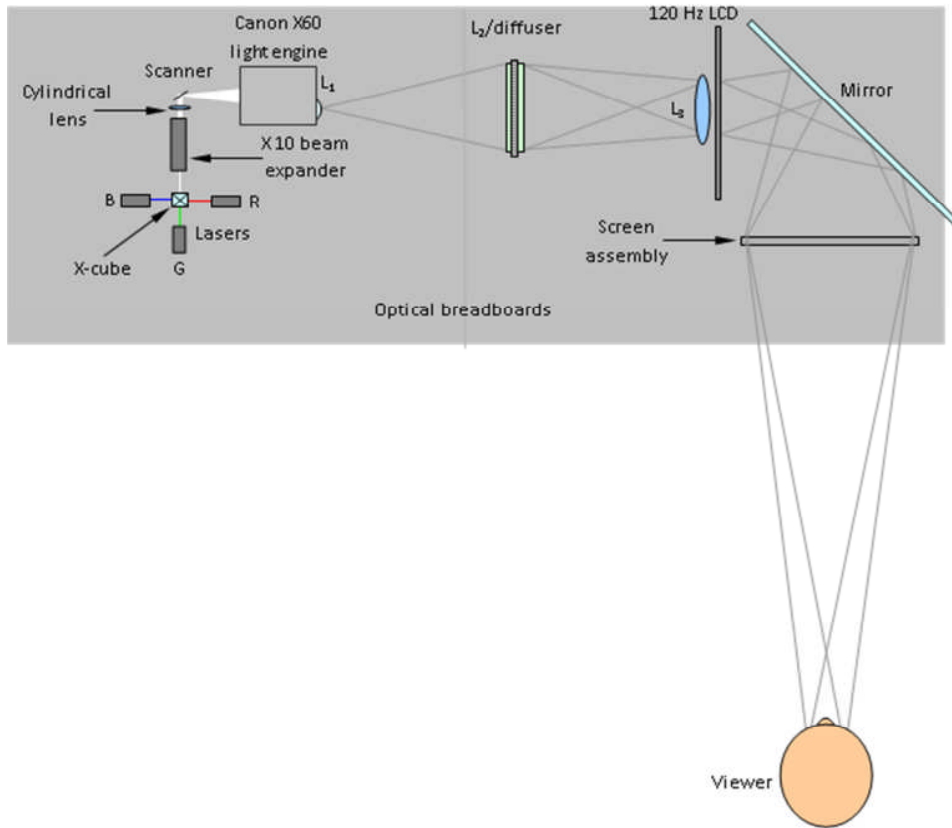 Canon X60
light engine
L₁
Scanner
Cylindrical
lens
X10 beam
expander
B
R
Lasers
X-cube
G
L₂/diffuser
120 Hz LCD
L₃
Mirror
Screen
assembly
Optical breadboards
Viewer